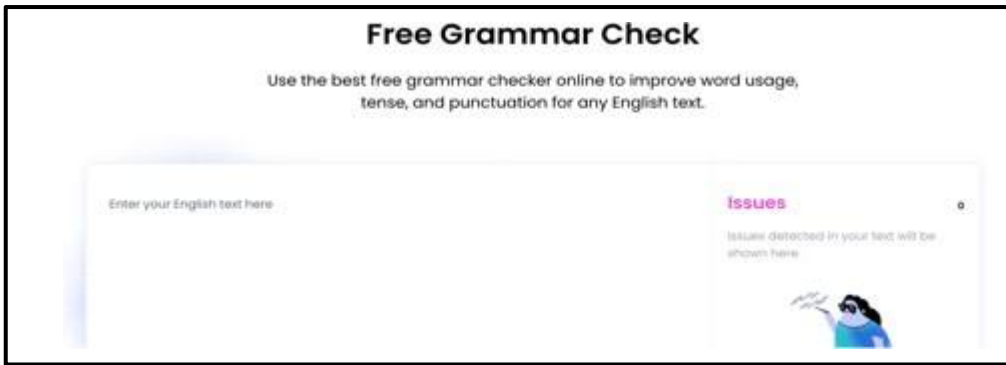 Free Grammar Check
Use the best free grammar checker online to improve word usage,
tense, and punctuation for any English text.
Enter your English text here
Issues 0
Issues detected in your text will be
shown here